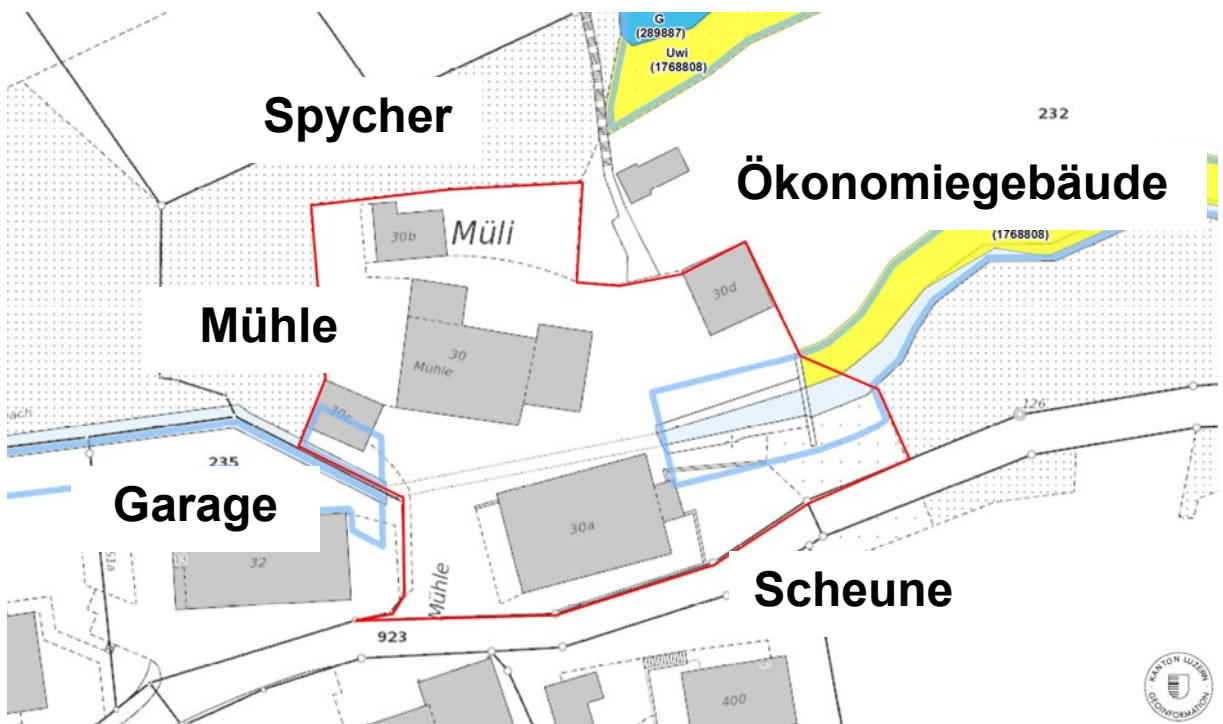 G
(289887)
Uwi
(1768808)
Spycher
232
Ökonomiegebäude
(1768808)
30b
Müli
30d
Mühle
30
Mühle
30c
126
235
Garage
30a
32
Mühle
Scheune
923
400
KANTON LUZERN
GEOINFORMATION